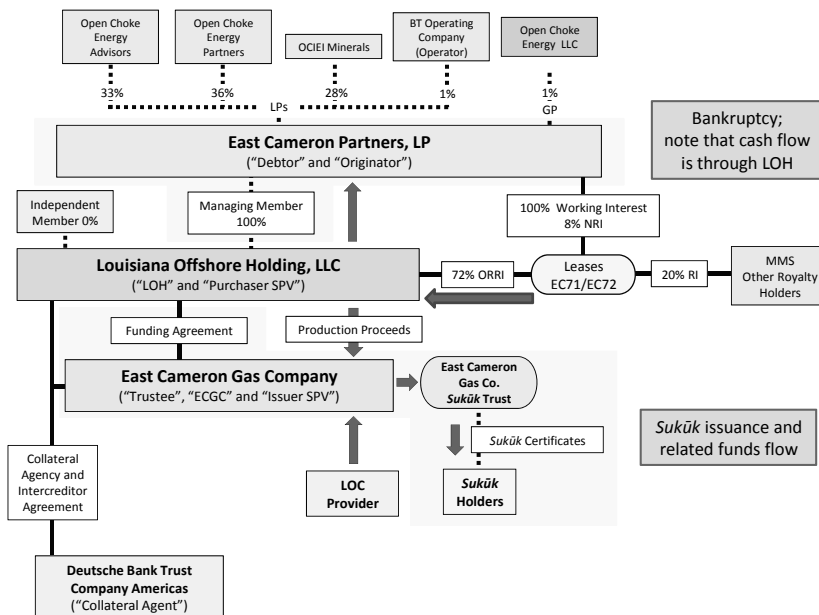 Open Choke
Energy
Advisors
Open Choke
Energy
Partners
OCIEI Minerals
BT Operating
Company
(Operator)
Open Choke
Energy LLC
33%
36%
28%
1%
1%
LPs
GP
East Cameron Partners, LP
(“Debtor” and “Originator”)
Bankruptcy;
note that cash flow
is through LOH
Independent
Member 0%
Managing Member
100%
100% Working Interest
8% NRI
Louisiana Offshore Holding, LLC
(“LOH” and “Purchaser SPV”)
72% ORRI
Leases
EC71/EC72
20% RI
MMS
Other Royalty
Holders
Funding Agreement
Production Proceeds
East Cameron Gas Company
(“Trustee”, “ECGC” and “Issuer SPV”)
East Cameron
Gas Co.
Sukūk Trust
Sukūk issuance and
related funds flow
Sukūk Certificates
Collateral
Agency and
Intercreditor
Agreement
LOC
Provider
Sukūk
Holders
Deutsche Bank Trust
Company Americas
(“Collateral Agent”)